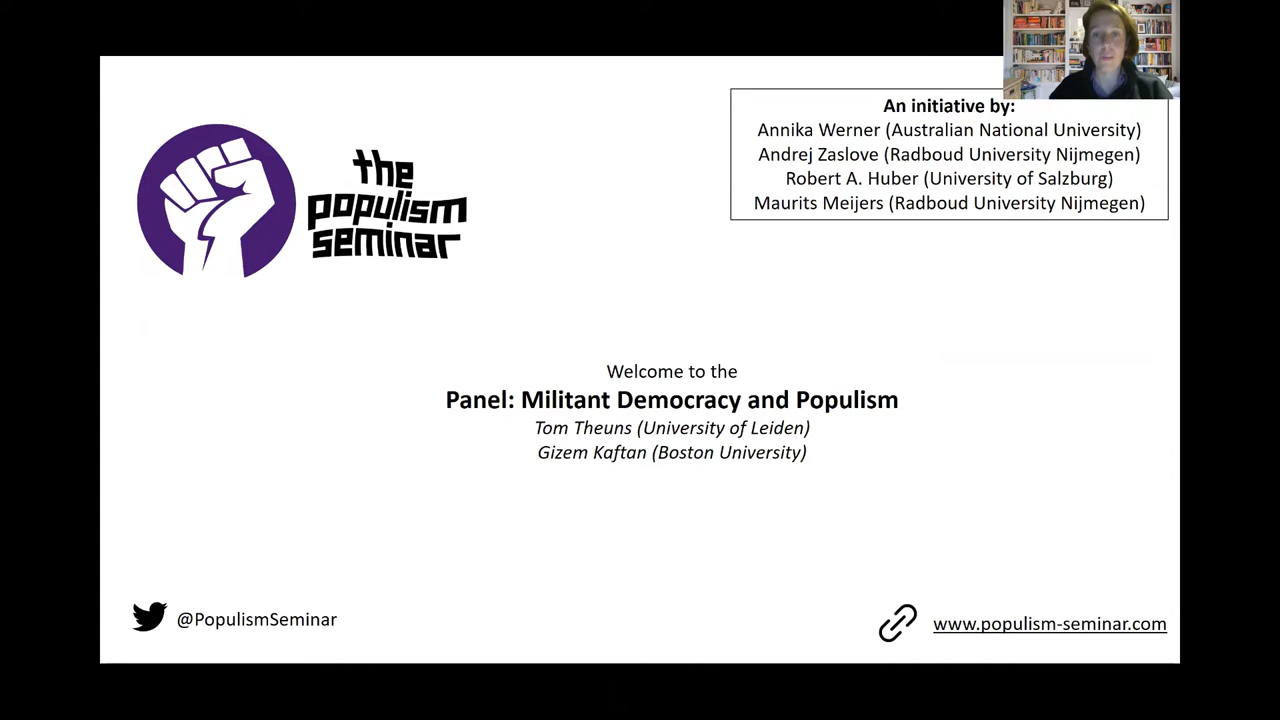 the
populism
seminar
An initiative by:
Annika Werner (Australian National University)
Andrej Zaslove (Radboud University Nijmegen)
Robert A. Huber (University of Salzburg)
Maurits Meijers (Radboud University Nijmegen)
Welcome to the
Panel: Militant Democracy and Populism
Tom Theuns (University of Leiden)
Gizem Kaftan (Boston University)
@PopulismSeminar
www.populism-seminar.com